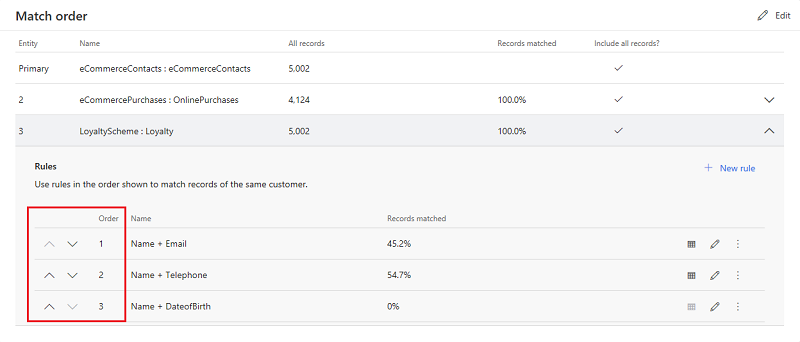 Match order
Edit
Entity Name All records Records matched Include all records?
Primary eCommerceContacts : eCommerceContacts 5,002
2 eCommercePurchases : OnlinePurchases 4,124 100.0%
3 LoyaltyScheme : Loyalty 5,002 100.0%
Rules
+ New rule
Use rules in the order shown to match records of the same customer.
Order Name Records matched
1 Name + Email 45.2%
2 Name + Telephone 54.7%
3 Name + DateofBirth 0%